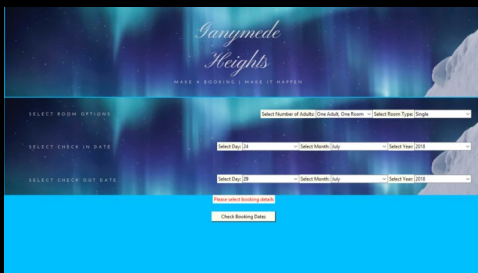 Ganymede
Heights
MAKE A BOOKING | MAKE IT HAPPEN
SELECT ROOM OPTIONS Select Number of Adults: One Adult, One Room Select Room Type: Single
SELECT CHECK IN DATE Select Day: 24 Select Month: July Select Year: 2018
SELECT CHECK OUT DATE Select Day: 29 Select Month: July Select Year: 2018
Please select booking details
Check Booking Dates